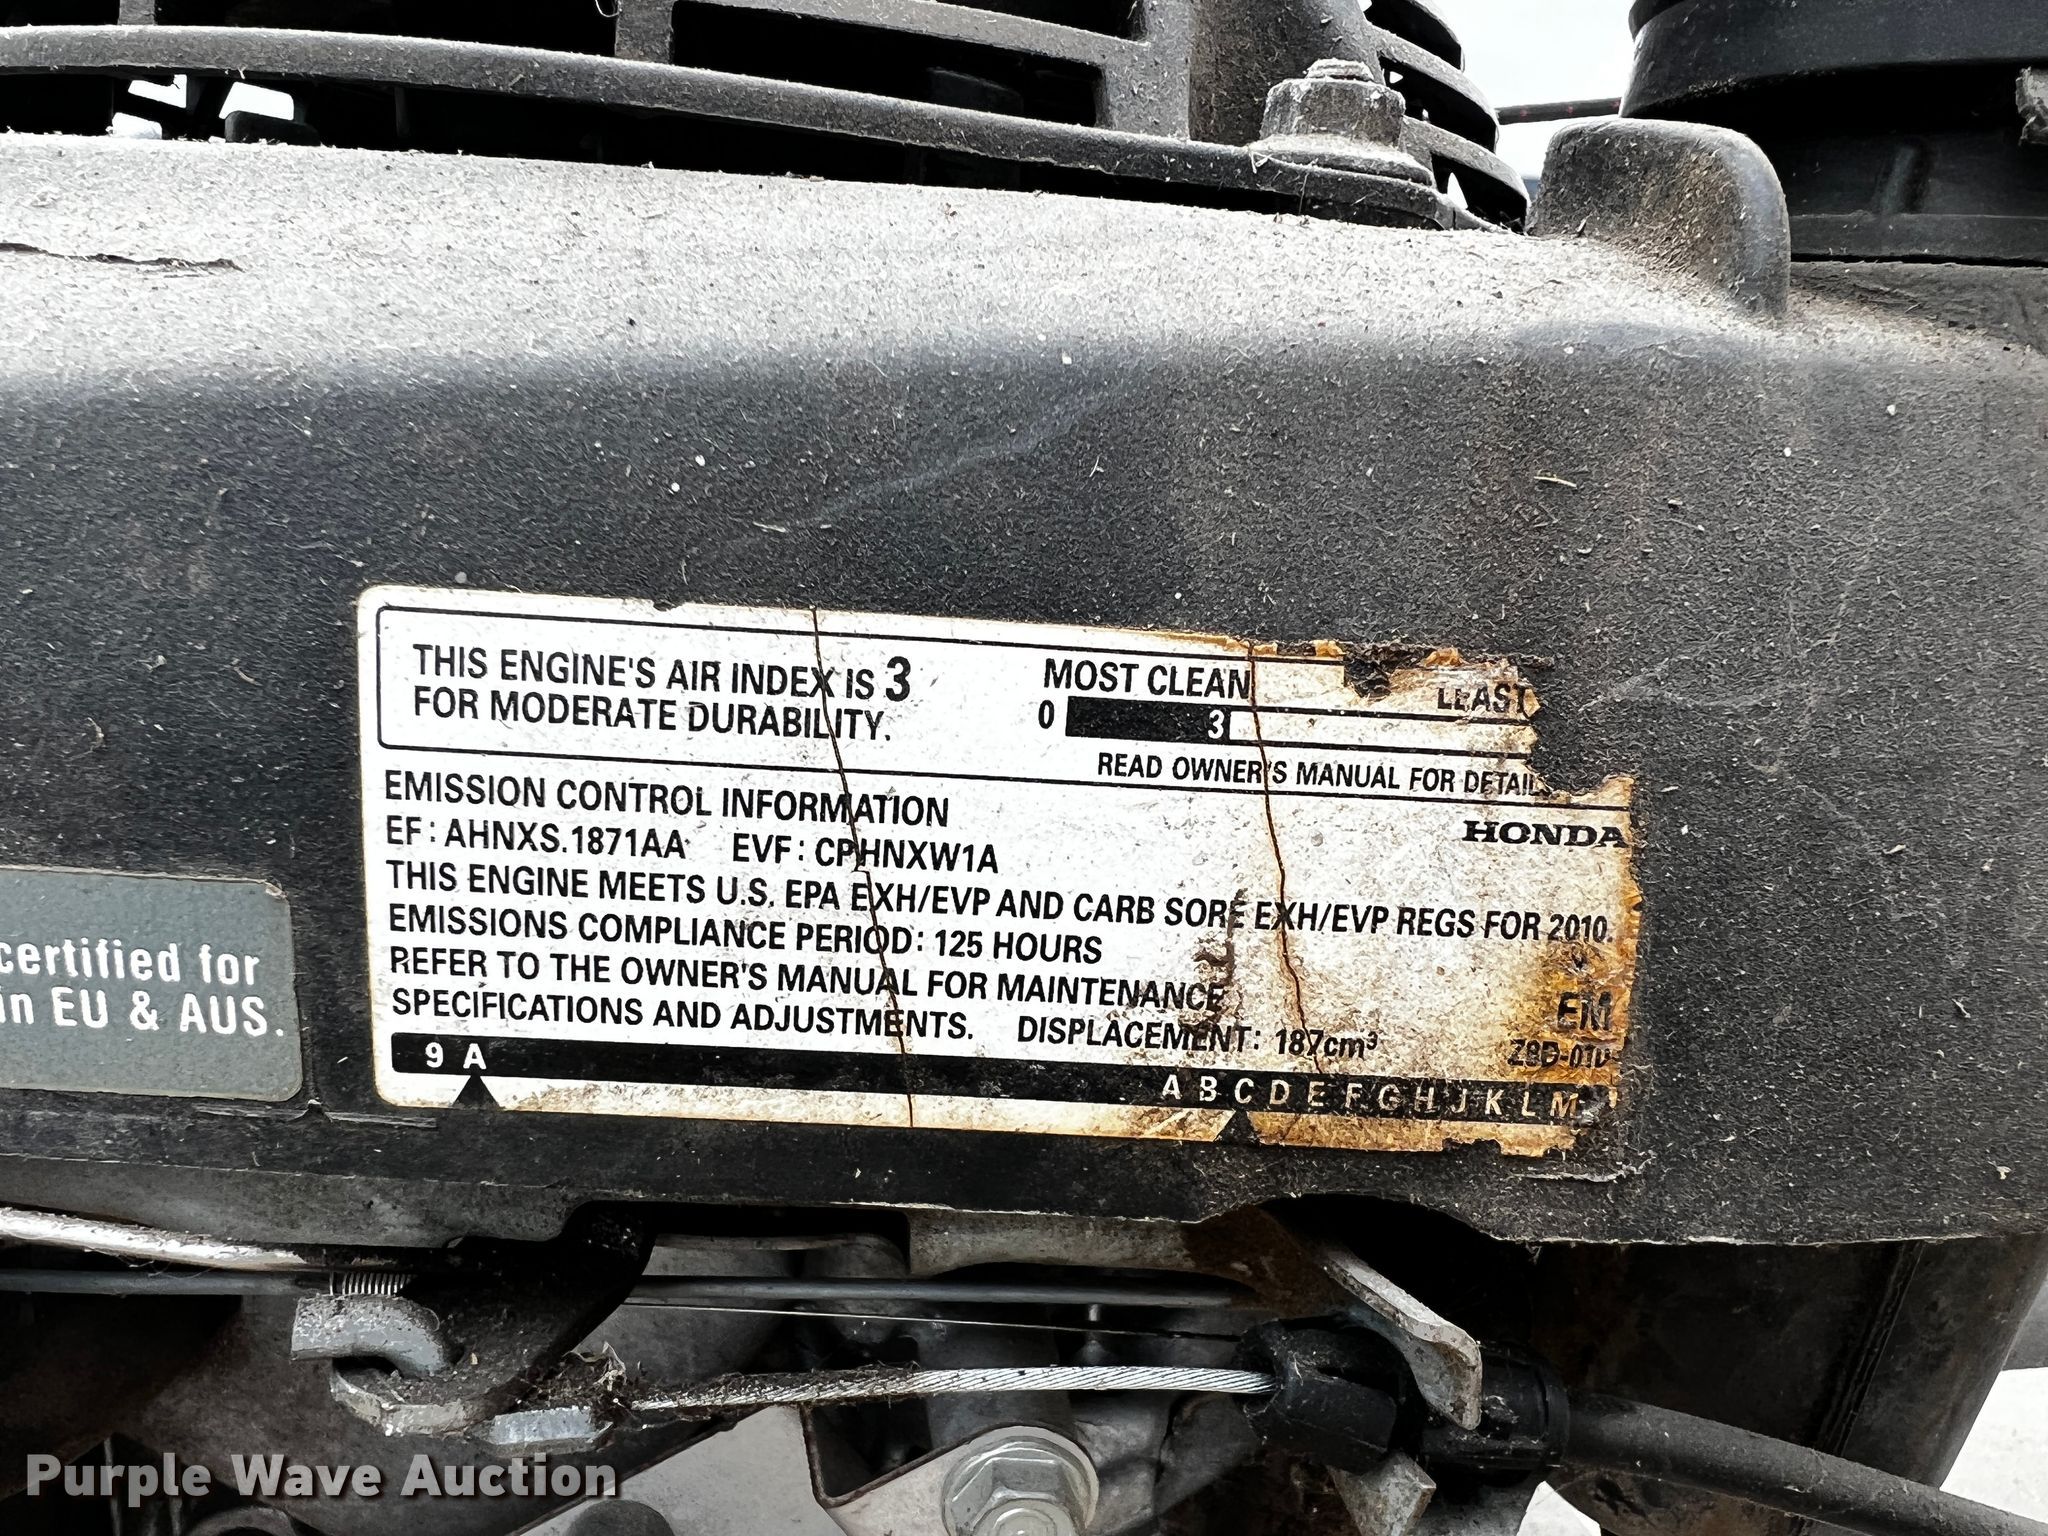 THIS ENGINE'S AIR INDEX IS 3
FOR MODERATE DURABILITY.
MOST CLEAN LEAST
0 3
READ OWNER'S MANUAL FOR DETAIL
EMISSION CONTROL INFORMATION
HONDA
EF: AHNXS.1871AA EVF: CPHNXW1A
THIS ENGINE MEETS U.S. EPA EXH/EVP AND CARB SORE EXH/EVP REGS FOR 2010.
EMISSIONS COMPLIANCE PERIOD: 125 HOURS
REFER TO THE OWNER'S MANUAL FOR MAINTENANCE
SPECIFICATIONS AND ADJUSTMENTS. DISPLACEMENT: 187cm³
EM
9 A
A B C D E F G H J K L M
certified for
in EU & AUS.
Purple Wave Auction